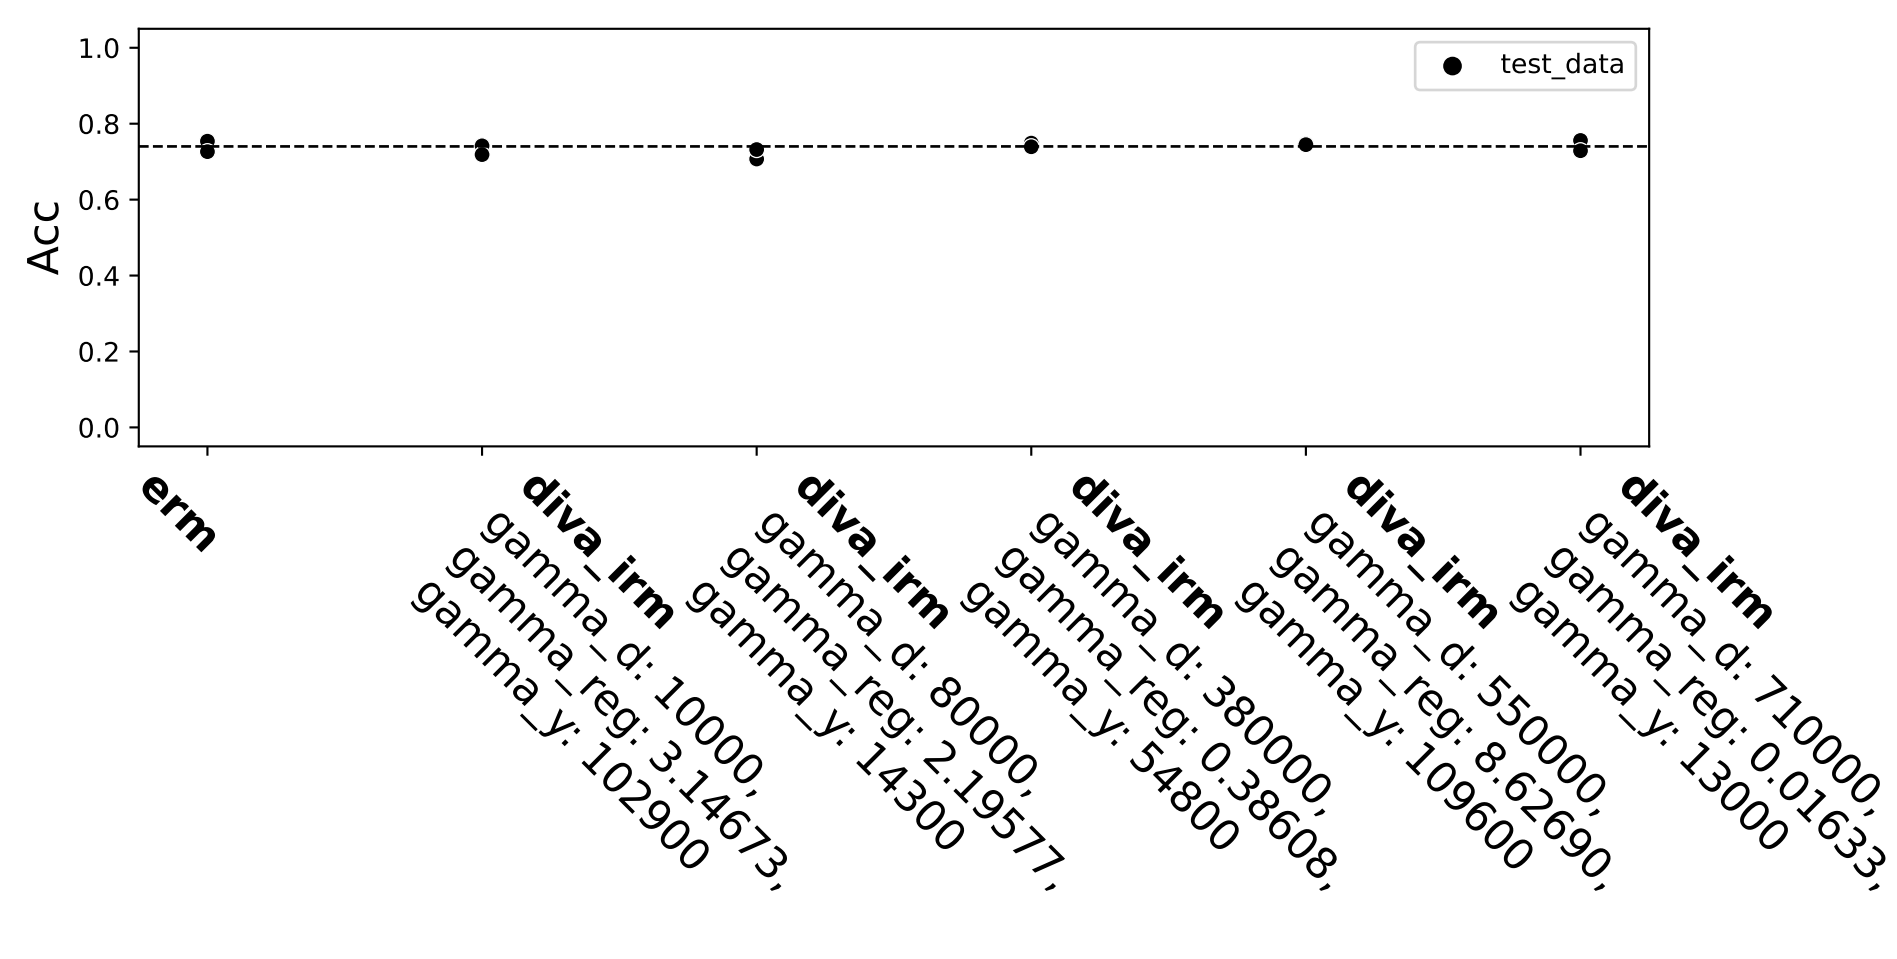 1.0
0.8
0.6
0.4
0.2
0.0
Acc
test_data
erm
diva_irm
gamma_d: 10000,
gamma_reg: 3.14673,
gamma_y: 102900
diva_irm
gamma_d: 80000,
gamma_reg: 2.19577,
gamma_y: 14300
diva_irm
gamma_d: 380000,
gamma_reg: 0.38608,
gamma_y: 54800
diva_irm
gamma_d: 550000,
gamma_reg: 8.62690,
gamma_y: 109600
diva_irm
gamma_d: 710000,
gamma_reg: 0.01633,
gamma_y: 13000